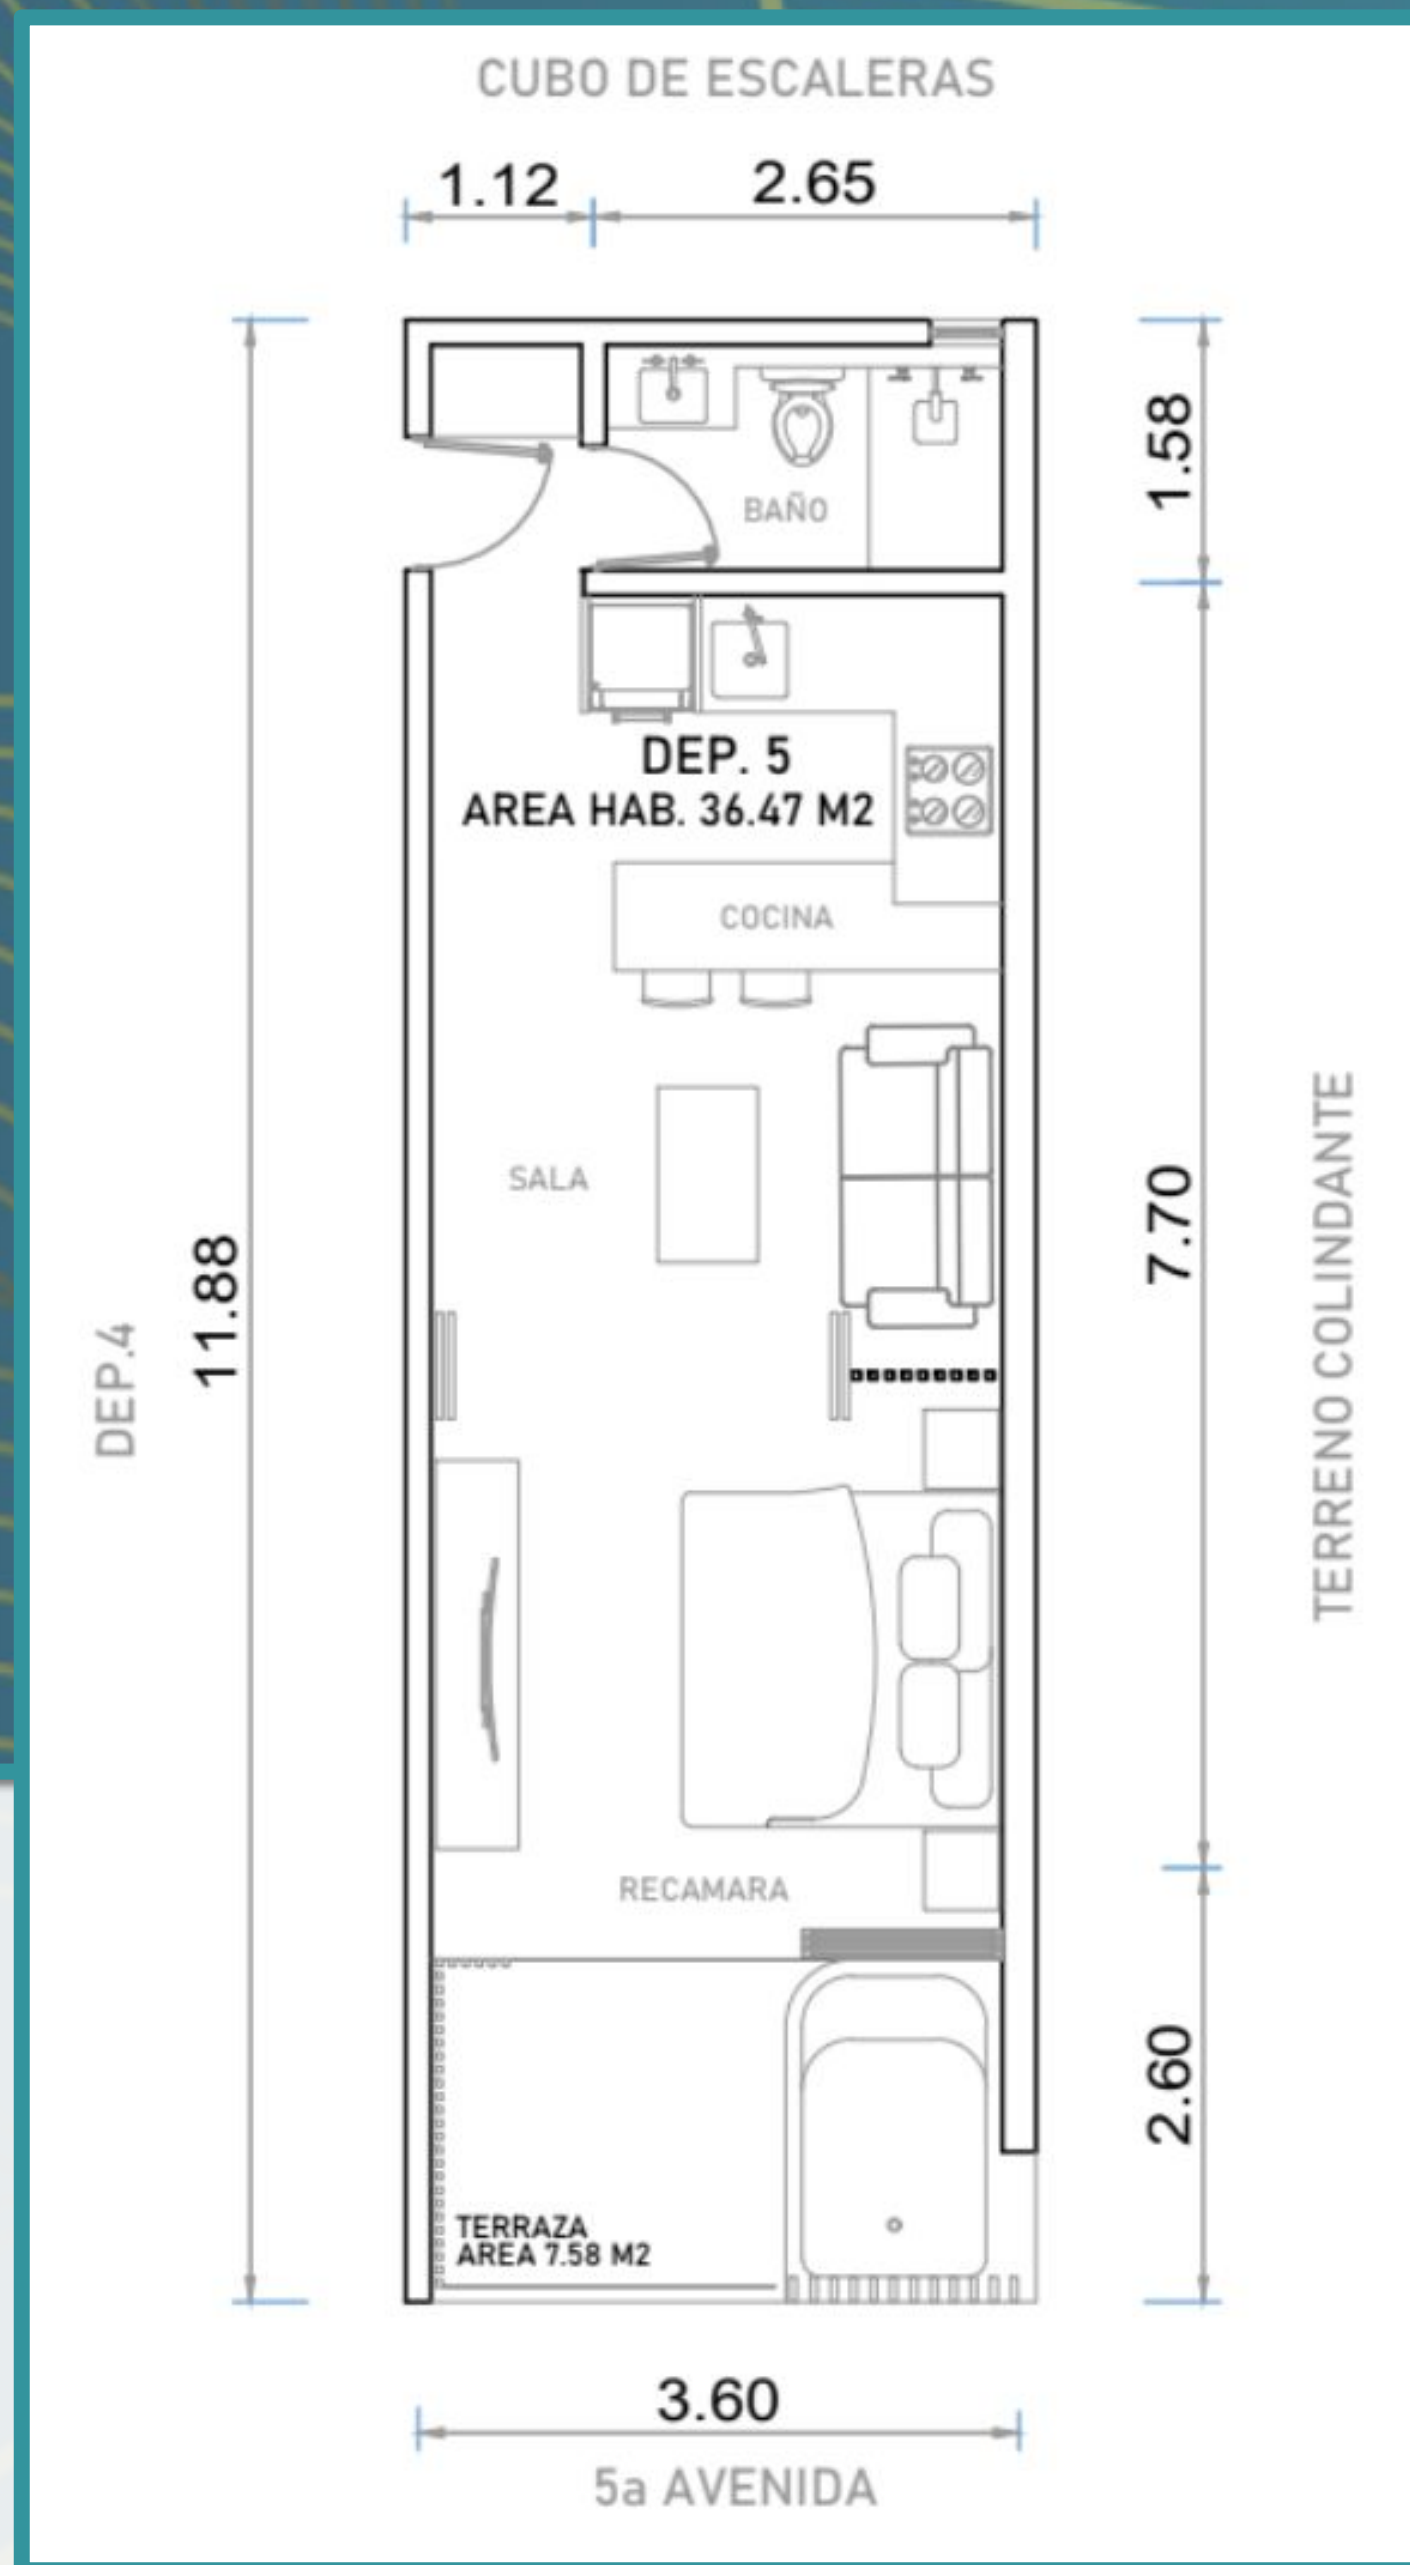 CUBO DE ESCALERAS
1.12
2.65
1.58
BAÑO
DEP. 5
AREA HAB. 36.47 M2
COCINA
SALA
11.88
DEP.4
7.70
TERRENO COLINDANTE
RECAMARA
2.60
TERRAZA
AREA 7.58 M2
3.60
5a AVENIDA